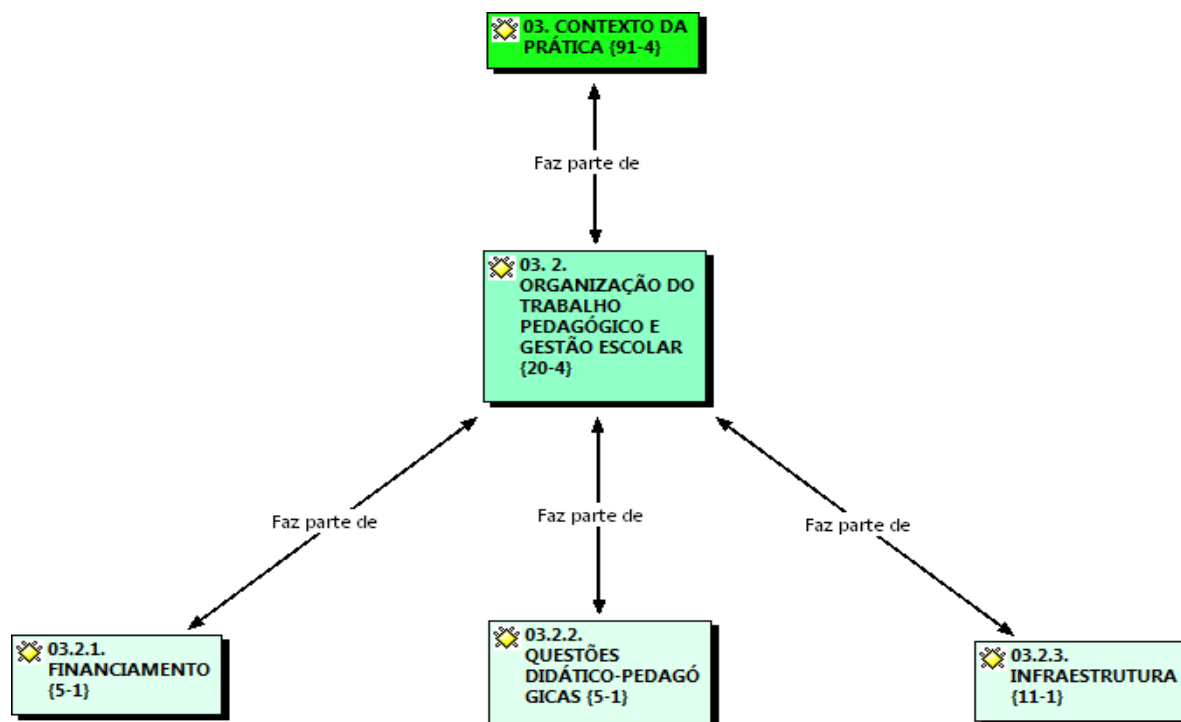 03. CONTEXTO DA
PRÁTICA {91-4}
Faz parte de
03. 2.
ORGANIZAÇÃO DO
TRABALHO
PEDAGÓGICO E
GESTÃO ESCOLAR
{20-4}
Faz parte de
Faz parte de
Faz parte de
03.2.1.
FINANCIAMENTO
{5-1}
03.2.2.
QUESTÕES
DIDÁTICO-PEDAGÓ
GICAS {5-1}
03.2.3.
INFRAESTRUTURA
{11-1}